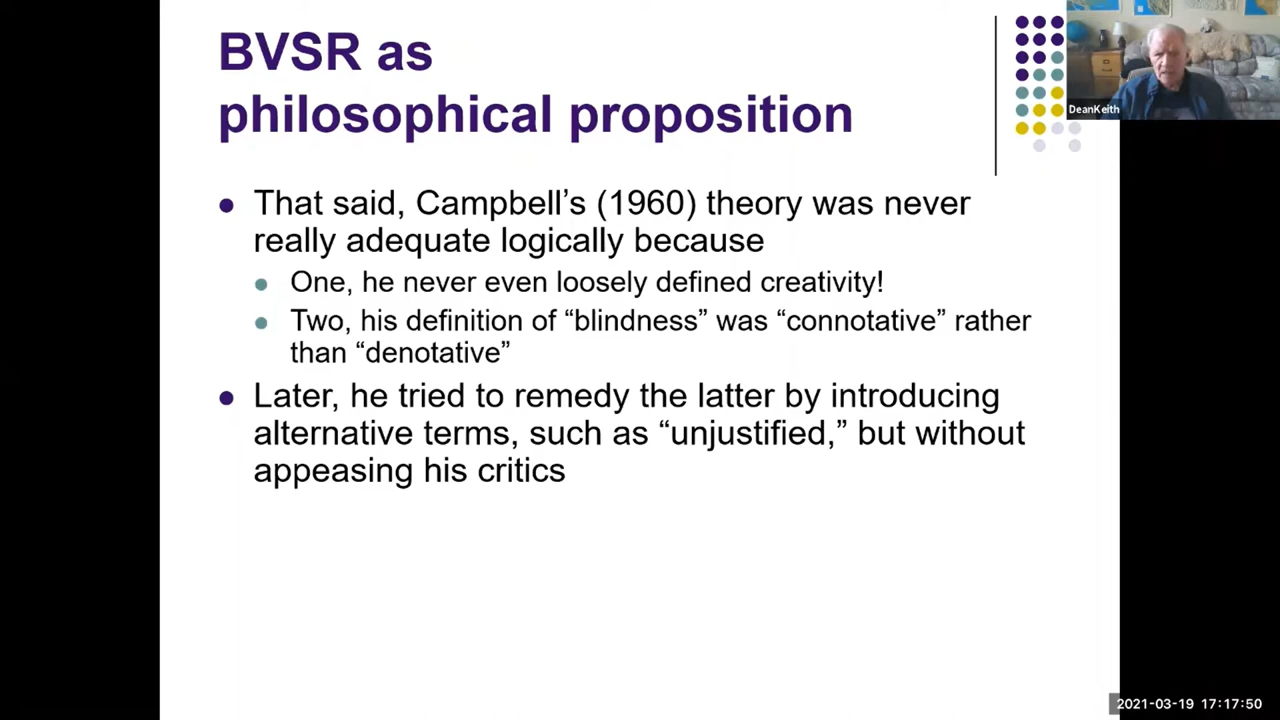 BVSR as
philosophical proposition
DeanKeith
That said, Campbell’s (1960) theory was never
really adequate logically because
One, he never even loosely defined creativity!
Two, his definition of “blindness” was “connotative” rather
than “denotative”
Later, he tried to remedy the latter by introducing
alternative terms, such as “unjustified,” but without
appeasing his critics
2021-03-19 17:17:50